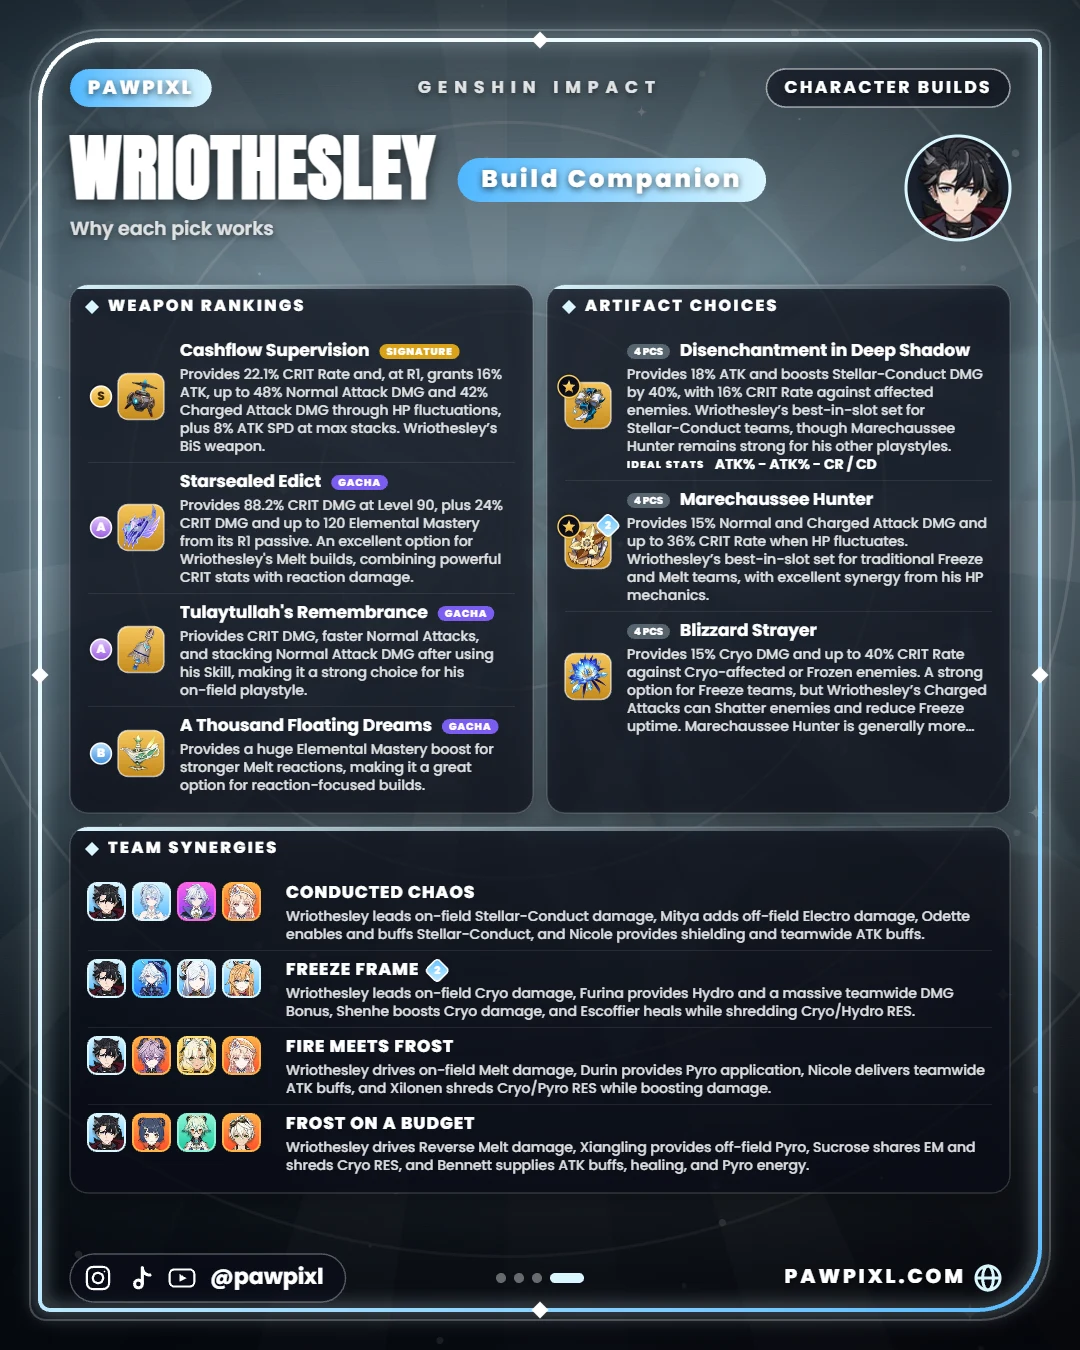 PAWPIXL
GENSHIN IMPACT
CHARACTER BUILDS
WRIOTHESLEY
Build Companion
Why each pick works
WEAPON RANKINGS
S
Cashflow Supervision SIGNATURE
Provides 22.1% CRIT Rate and, at R1, grants 16%
ATK, up to 48% Normal Attack DMG and 42%
Charged Attack DMG through HP fluctuations,
plus 8% ATK SPD at max stacks. Wriothesley’s
BiS weapon.
A
Starsealed Edict GACHA
Provides 88.2% CRIT DMG at Level 90, plus 24%
CRIT DMG and up to 120 Elemental Mastery
from its R1 passive. An excellent option for
Wriothesley's Melt builds, combining powerful
CRIT stats with reaction damage.
A
Tulaytullah's Remembrance GACHA
Priovides CRIT DMG, faster Normal Attacks,
and stacking Normal Attack DMG after using
his Skill, making it a strong choice for his
on-field playstyle.
B
A Thousand Floating Dreams GACHA
Provides a huge Elemental Mastery boost for
stronger Melt reactions, making it a great
option for reaction-focused builds.
ARTIFACT CHOICES
4PCS Disenchantment in Deep Shadow
Provides 18% ATK and boosts Stellar-Conduct DMG
by 40%, with 16% CRIT Rate against affected
enemies. Wriothesley’s best-in-slot set for
Stellar-Conduct teams, though Marechaussee
Hunter remains strong for his other playstyles.
IDEAL STATS ATK% - ATK% - CR / CD
4PCS Marechaussee Hunter
2
Provides 15% Normal and Charged Attack DMG and
up to 36% CRIT Rate when HP fluctuates.
Wriothesley’s best-in-slot set for traditional Freeze
and Melt teams, with excellent synergy from his HP
mechanics.
4PCS Blizzard Strayer
Provides 15% Cryo DMG and up to 40% CRIT Rate
against Cryo-affected or Frozen enemies. A strong
option for Freeze teams, but Wriothesley’s Charged
Attacks can Shatter enemies and reduce Freeze
uptime. Marechaussee Hunter is generally more...
TEAM SYNERGIES
CONDUCTED CHAOS
Wriothesley leads on-field Stellar-Conduct damage, Mitya adds off-field Electro damage, Odette
enables and buffs Stellar-Conduct, and Nicole provides shielding and teamwide ATK buffs.
FREEZE FRAME 2
Wriothesley leads on-field Cryo damage, Furina provides Hydro and a massive teamwide DMG
Bonus, Shenhe boosts Cryo damage, and Escoffier heals while shredding Cryo/Hydro RES.
FIRE MEETS FROST
Wriothesley drives on-field Melt damage, Durin provides Pyro application, Nicole delivers teamwide
ATK buffs, and Xilonen shreds Cryo/Pyro RES while boosting damage.
FROST ON A BUDGET
Wriothesley drives Reverse Melt damage, Xiangling provides off-field Pyro, Sucrose shares EM and
shreds Cryo RES, and Bennett supplies ATK buffs, healing, and Pyro energy.
@pawpixl
PAWPIXL.COM